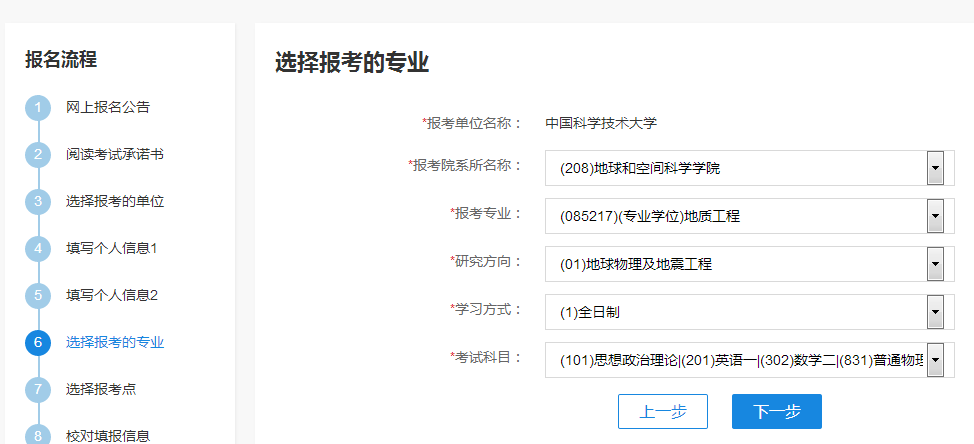 报名流程
1 网上报名公告
2 阅读考试承诺书
3 选择报考的单位
4 填写个人信息1
5 填写个人信息2
6 选择报考的专业
7 选择报考点
8 校对填报信息
选择报考的专业
*报考单位名称： 中国科学技术大学
*报考院系所名称： (208)地球和空间科学学院
*报考专业： (085217)(专业学位)地质工程
*研究方向： (01)地球物理及地震工程
*学习方式： (1)全日制
*考试科目： (101)思想政治理论|(201)英语一|(302)数学二|(831)普通物理
上一步 下一步